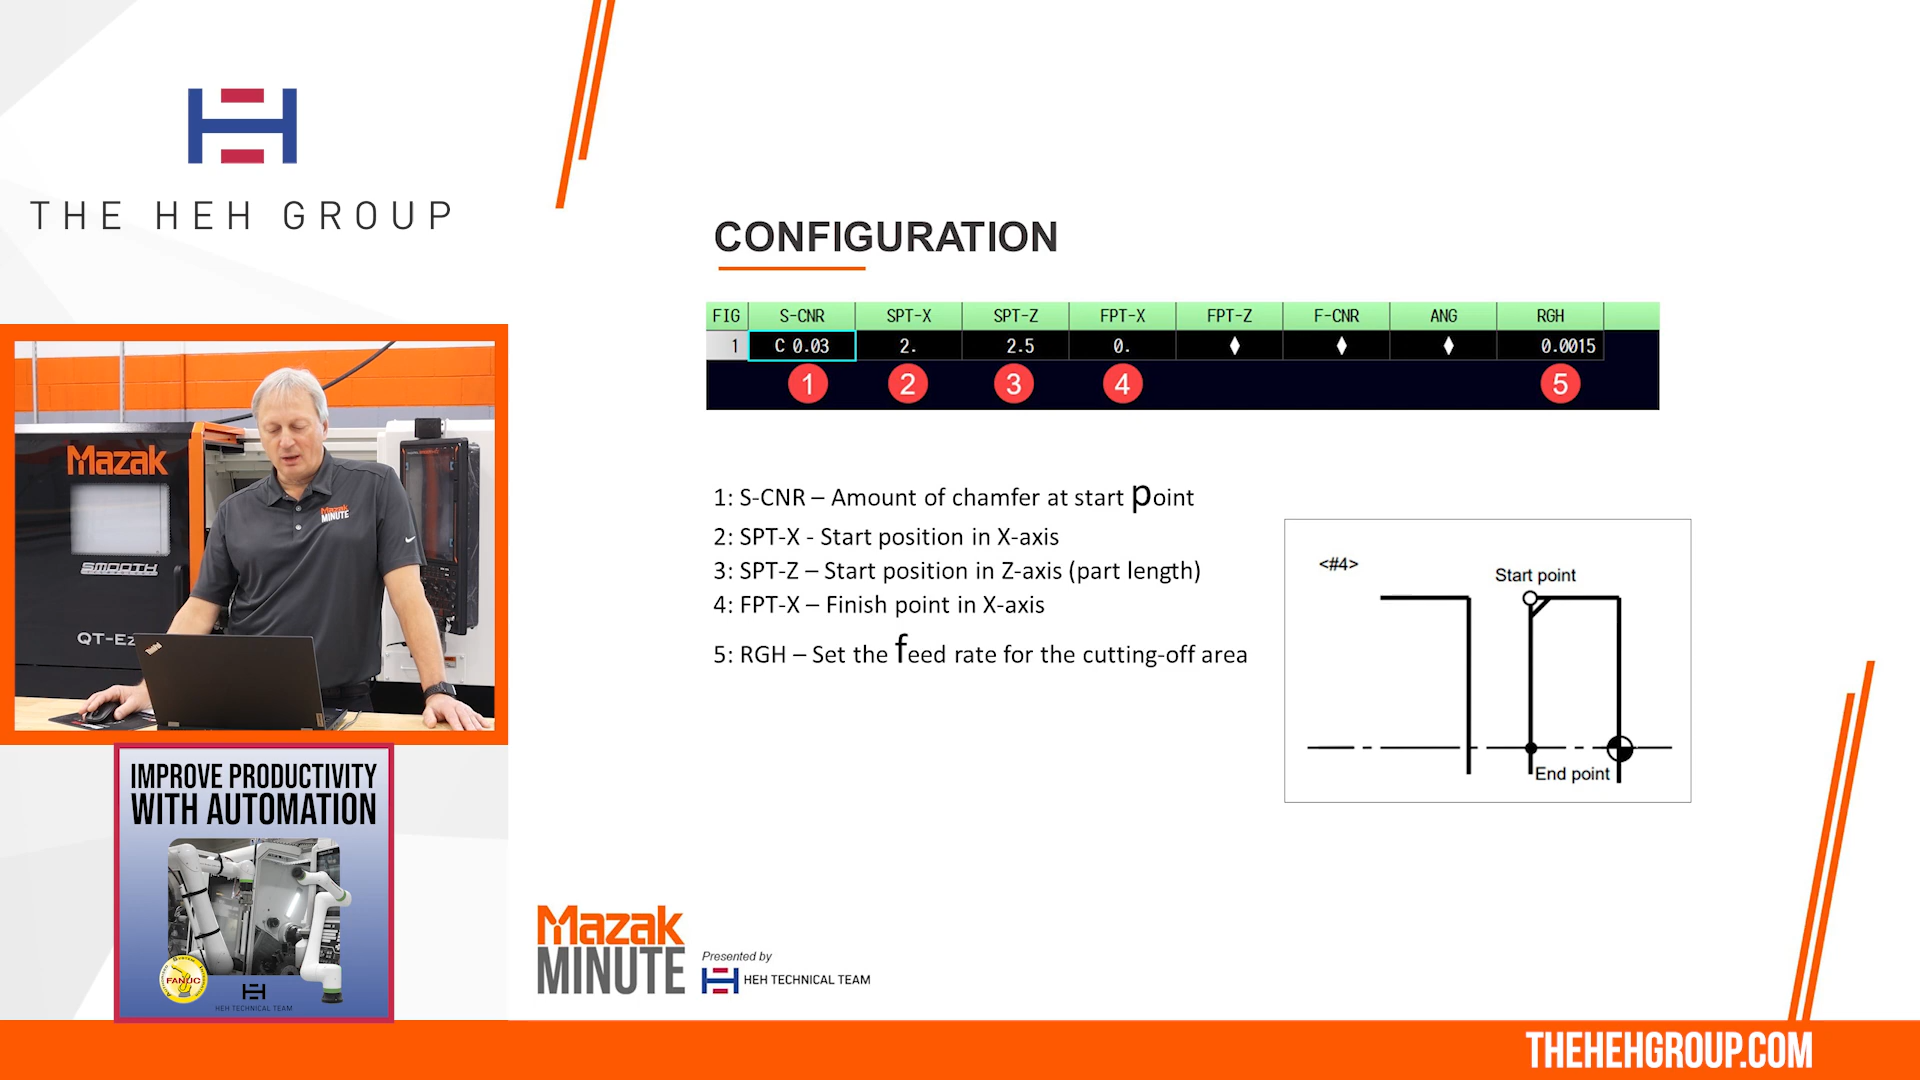 THE HEH GROUP
CONFIGURATION
FIG S-CNR SPT-X SPT-Z FPT-X FPT-Z F-CNR ANG RGH
1 C 0.03 2. 2.5 0. ♦ ♦ ♦ 0.0015
1 2 3 4 5
1: S-CNR – Amount of chamfer at start point
2: SPT-X - Start position in X-axis
3: SPT-Z – Start position in Z-axis (part length)
4: FPT-X – Finish point in X-axis
5: RGH – Set the feed rate for the cutting-off area
<#4>
Start point
End point
Mazak
SMOOTH
QT-Ez
Mazak
MINUTE
ThinkPad
IMPROVE PRODUCTIVITY
WITH AUTOMATION
FANUC
HEH TECHNICAL TEAM
Mazak
MINUTE
Presented by
HEH TECHNICAL TEAM
THEHEHGROUP.COM